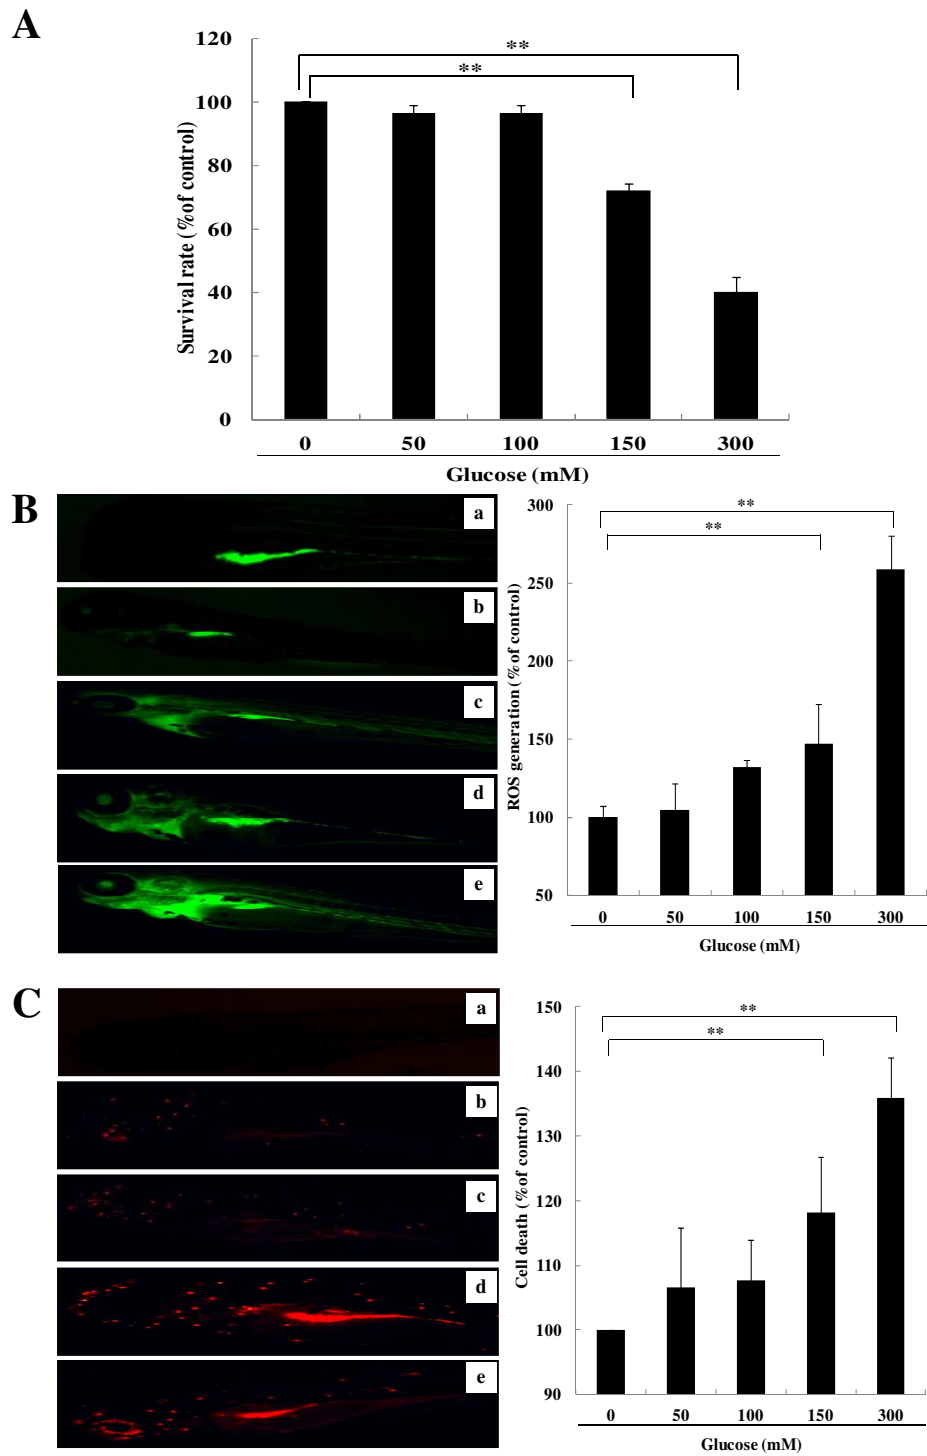 A
120
100
80
60
40
20
0
Survival rate (% of control)
**
**
0 50 100 150 300
Glucose (mM)
B
a
b
c
d
e
300
250
200
150
100
50
ROS generation (% of control)
**
**
0 50 100 150 300
Glucose (mM)
C
a
b
c
d
e
150
140
130
120
110
100
90
Cell death (% of control)
**
**
0 50 100 150 300
Glucose (mM)